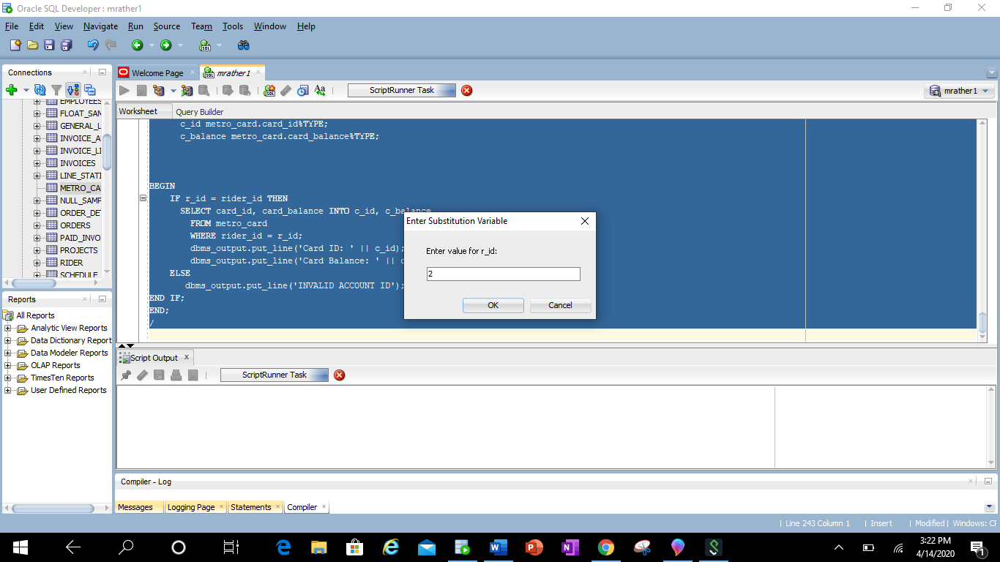 Oracle SQL Developer : mrather1
File Edit View Navigate Run Source Team Tools Window Help
Connections
Welcome Page
mrather1
ScriptRunner Task
mrather1
Worksheet
Query Builder
EMPLOYEES
FLOAT_SAM
GENERAL_L
INVOICE_A
INVOICE_LI
INVOICES
LINE_STATI
METRO_CA
NULL_SAMP
ORDER_DE
ORDERS
PAID_INVO
PROJECTS
RIDER
SCHEDULE
c_id metro_card.card_id%TYPE;
c_balance metro_card.card_balance%TYPE;
BEGIN
IF r_id = rider_id THEN
SELECT card_id, card_balance INTO c_id, c_balance
FROM metro_card
WHERE rider_id = r_id;
dbms_output.put_line('Card ID: ' || c_id);
dbms_output.put_line('Card Balance: ' || c
ELSE
dbms_output.put_line('INVALID ACCOUNT ID');
END IF;
END;
/
Enter Substitution Variable
Enter value for r_id:
2
OK
Cancel
Reports
All Reports
Analytic View Reports
Data Dictionary Report
Data Modeler Reports
OLAP Reports
TimesTen Reports
User Defined Reports
Script Output
ScriptRunner Task
Compiler - Log
Messages
Logging Page
Statements
Compiler
Line 243 Column 1
Insert
Modified
Windows: CF
3:22 PM
4/14/2020
1